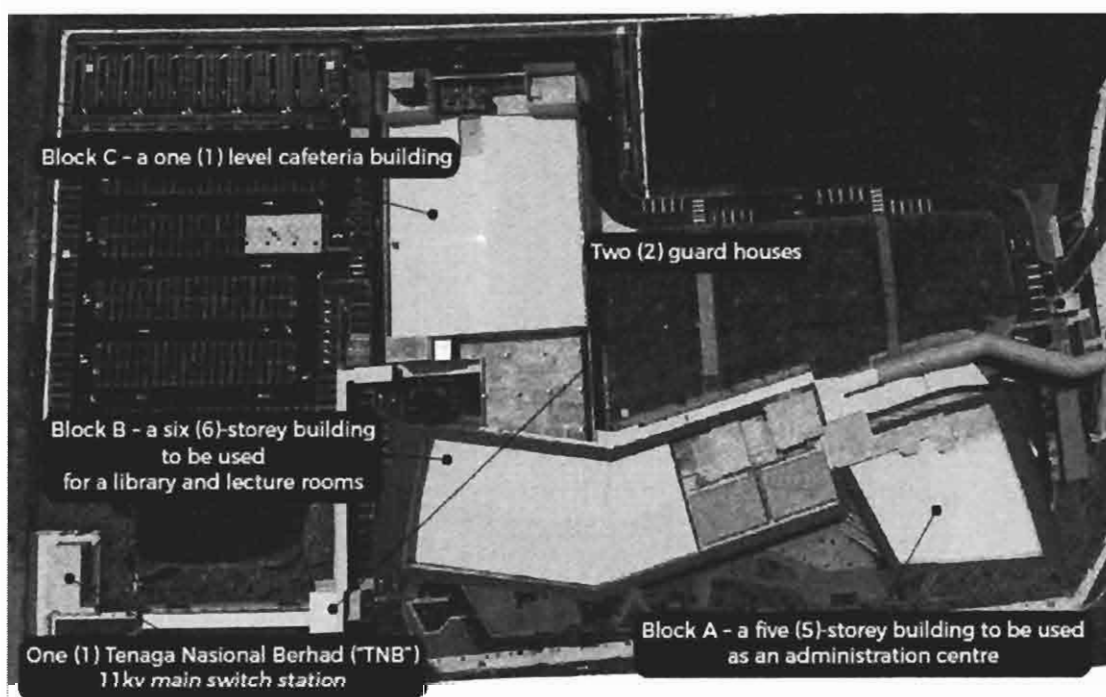 Block C – a one (1) level cafeteria building
Two (2) guard houses
Block B – a six (6)-storey building
to be used
for a library and lecture rooms
Block A – a five (5)-storey building to be used
as an administration centre
One (1) Tenaga Nasional Berhad ("TNB")
11kv main switch station